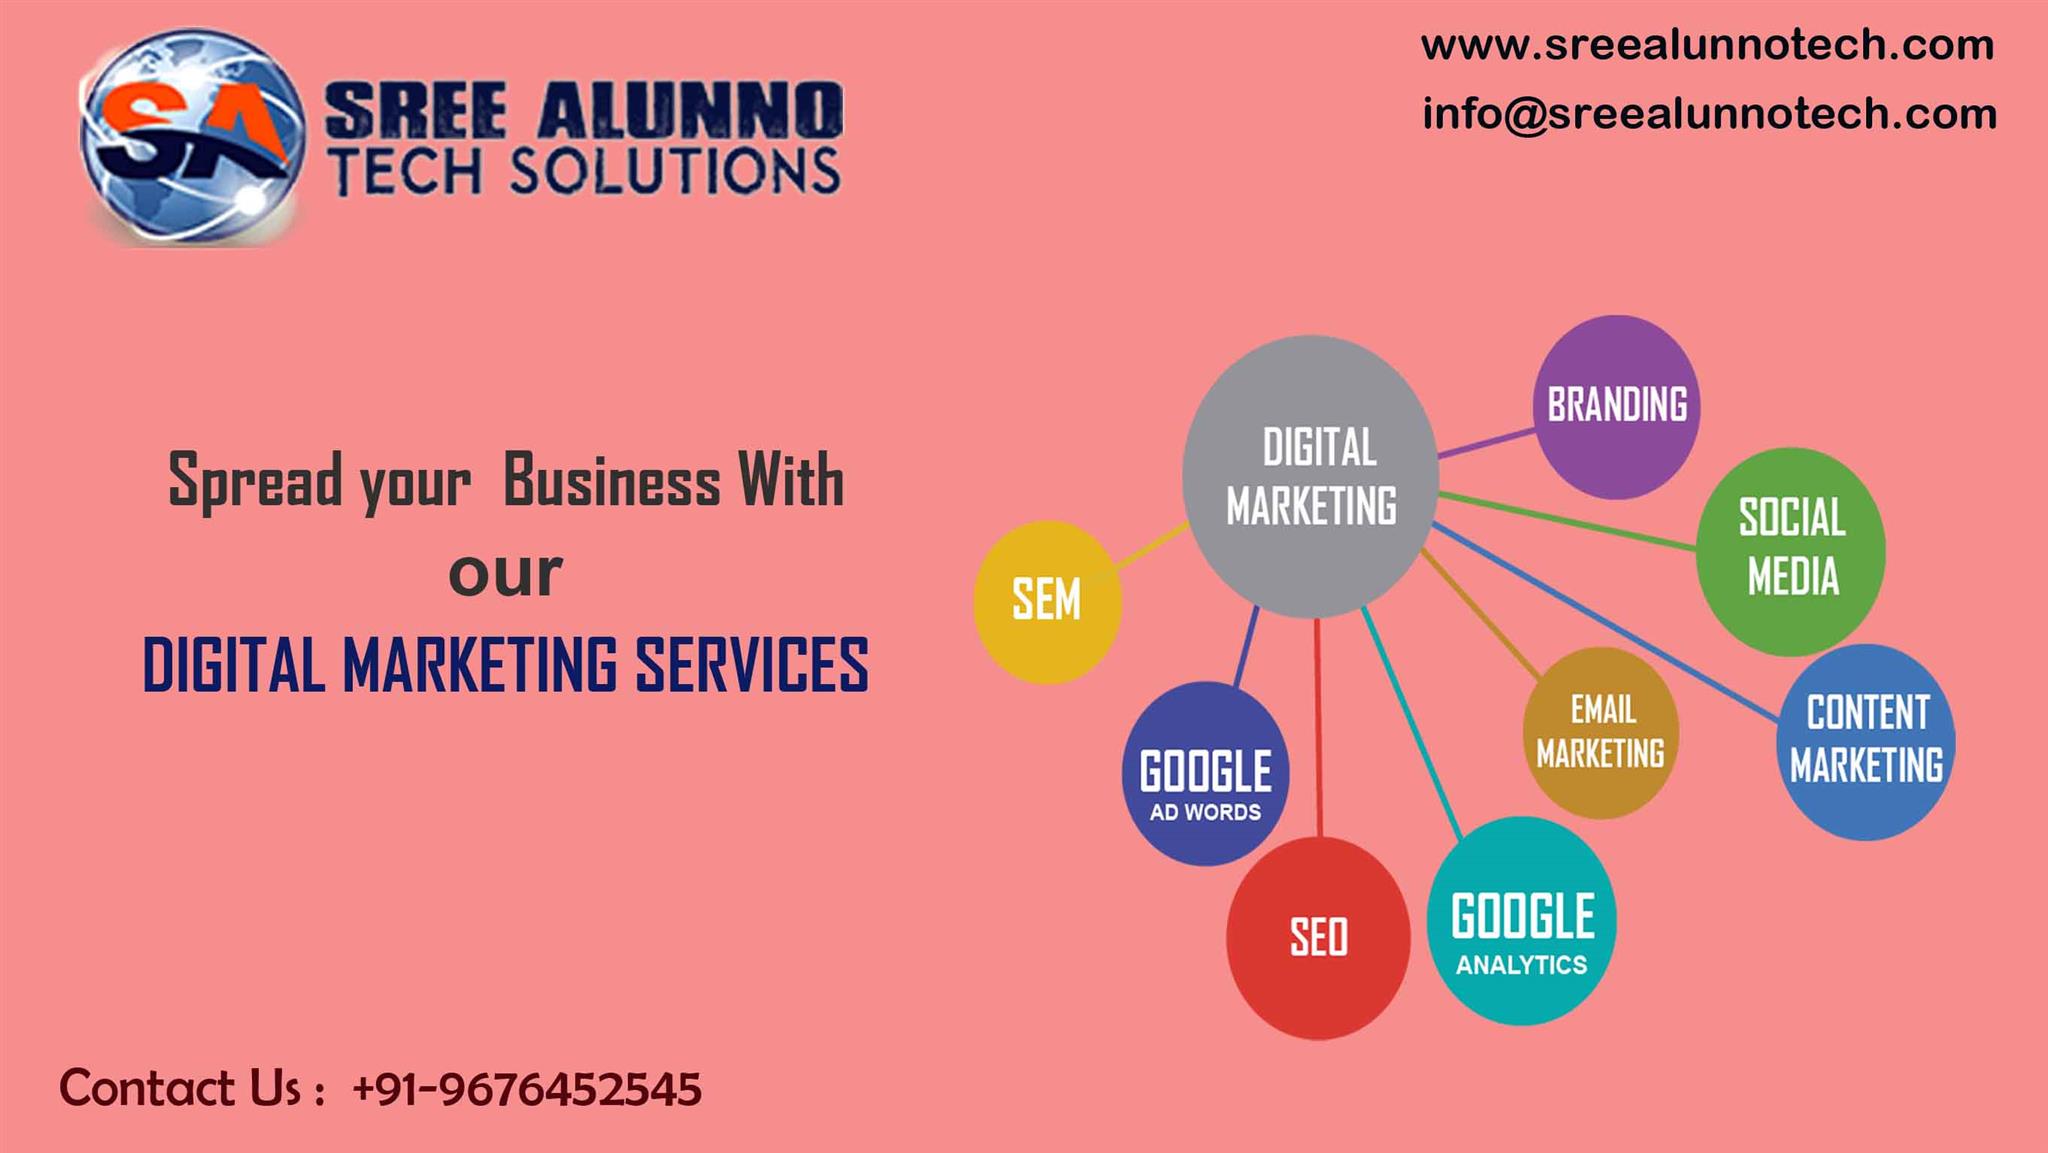 SA
SREE ALUNNO
TECH SOLUTIONS
www.sreealunnotech.com
info@sreealunnotech.com
Spread your Business With
our
DIGITAL MARKETING SERVICES
DIGITAL
MARKETING
BRANDING
SOCIAL
MEDIA
CONTENT
MARKETING
EMAIL
MARKETING
GOOGLE
ANALYTICS
SEO
GOOGLE
AD WORDS
SEM
Contact Us : +91-9676452545